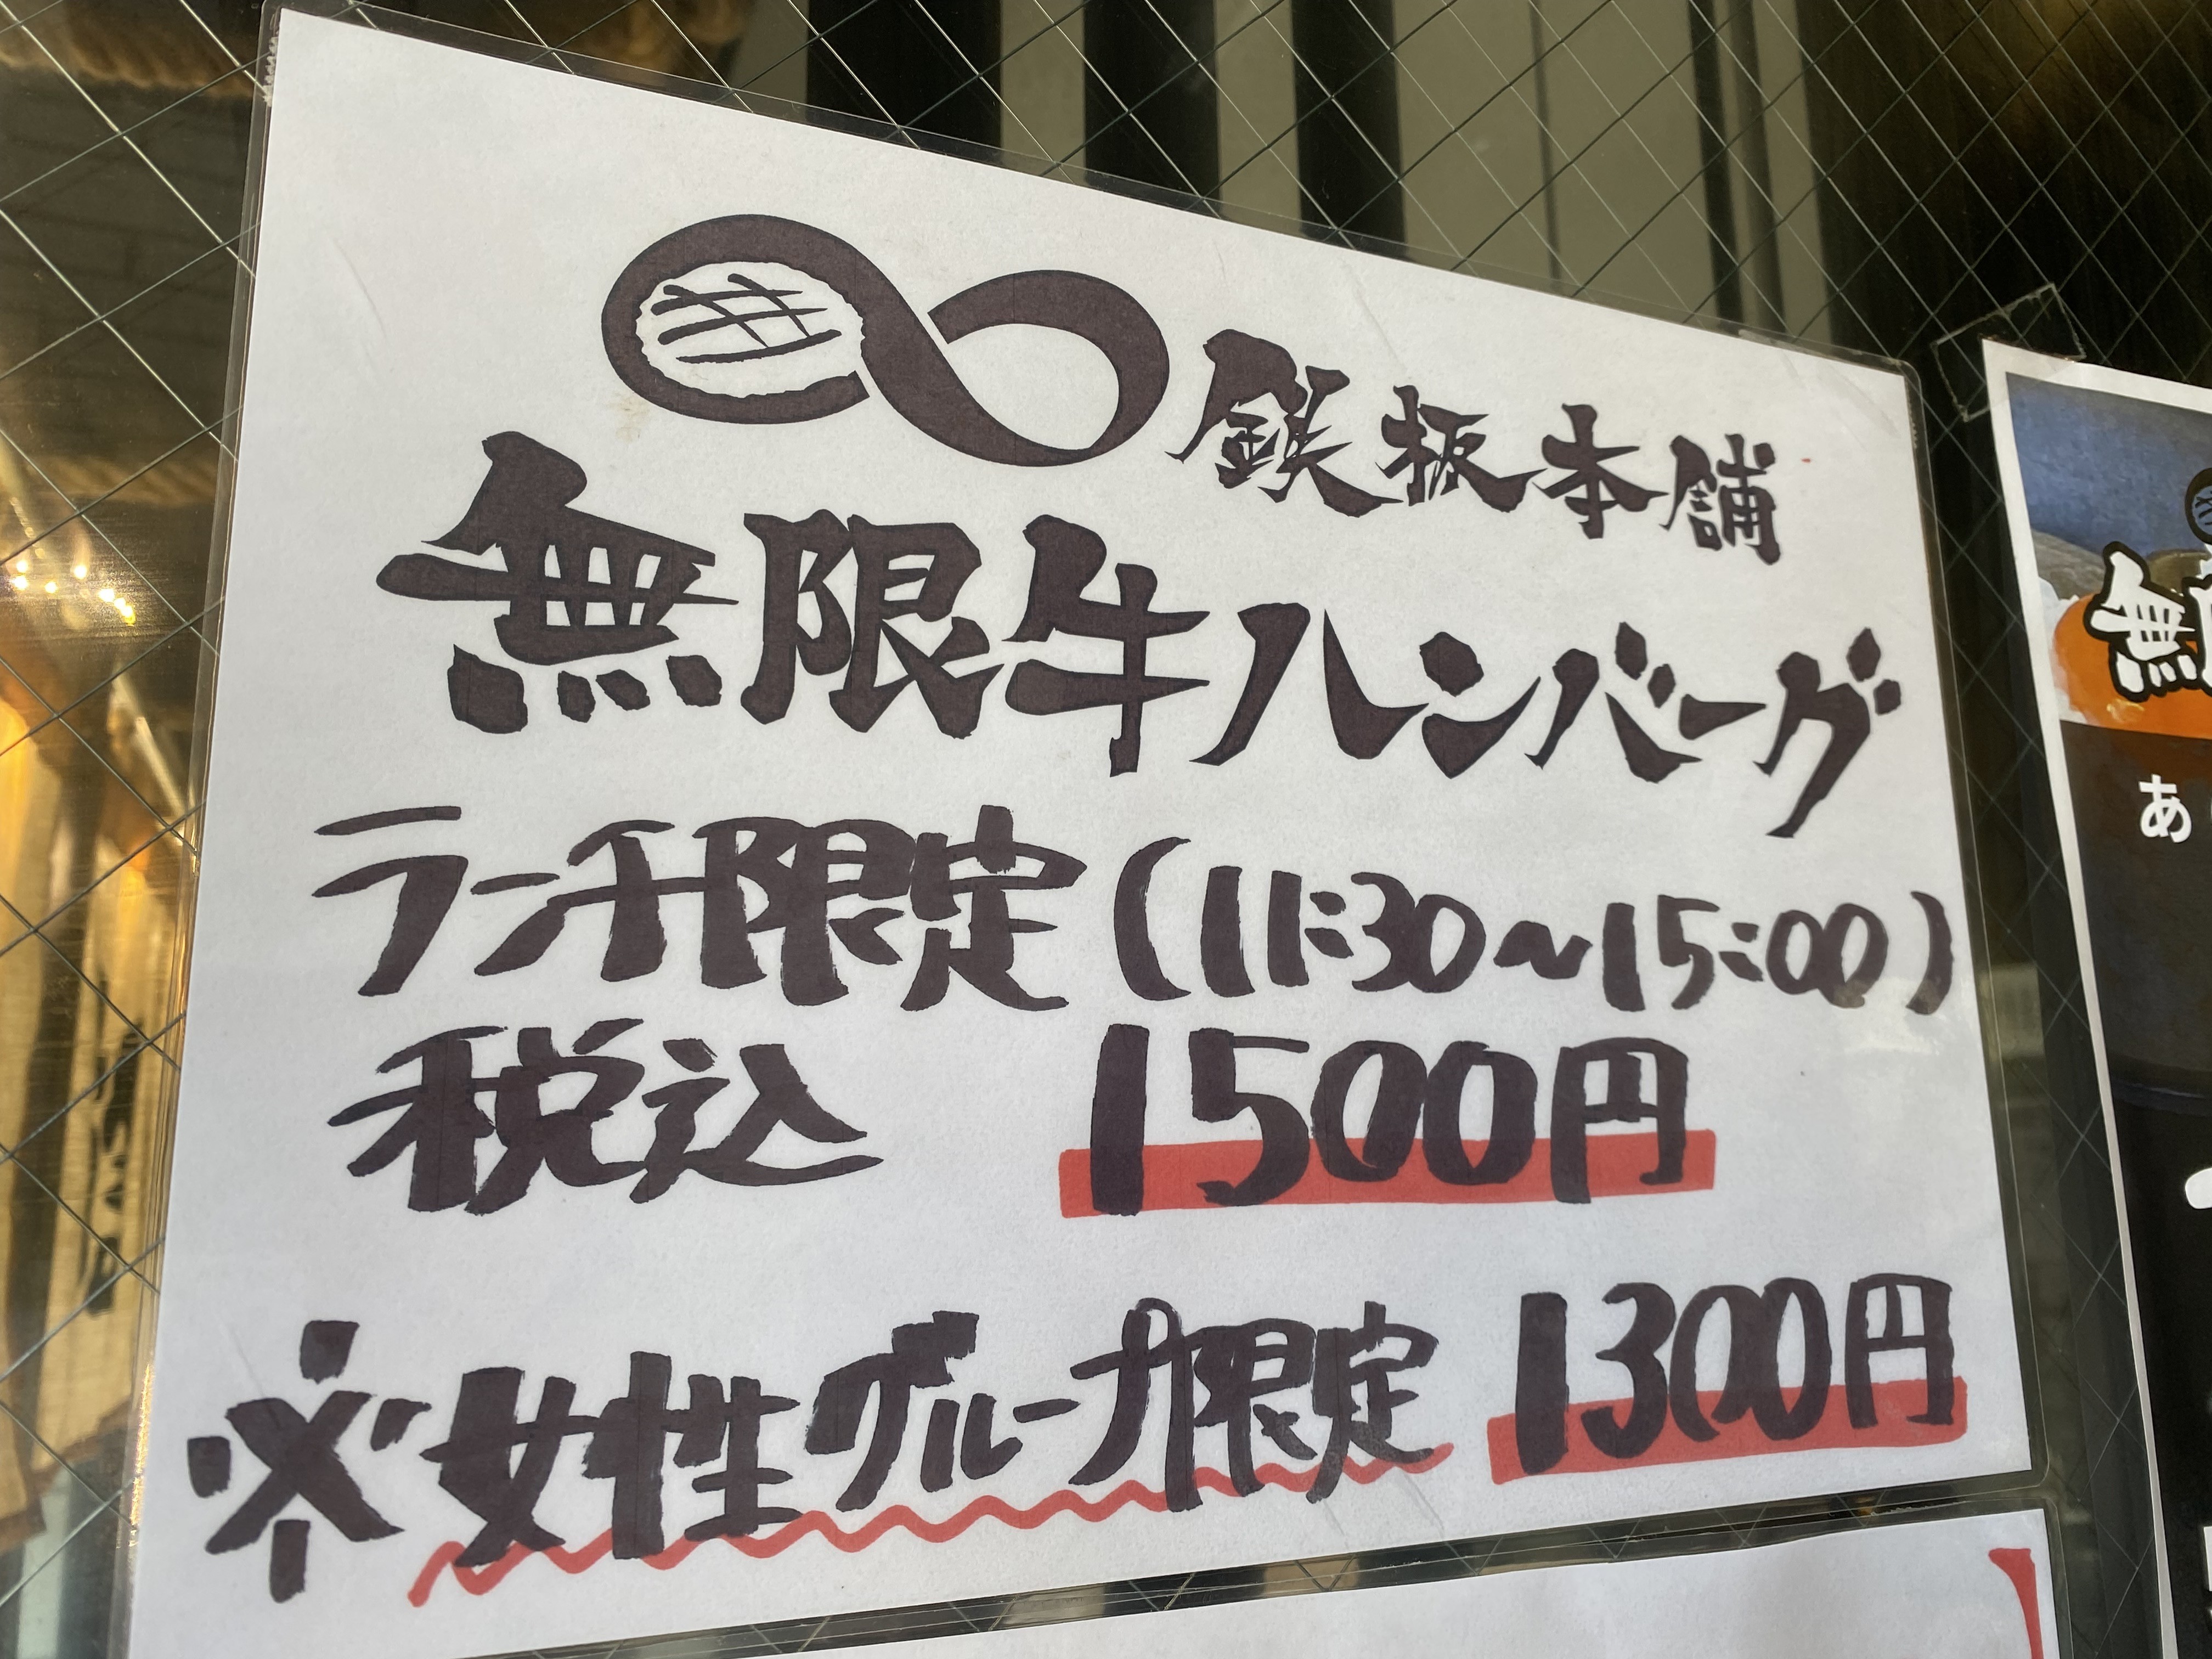 鉄板本舗
無限牛ハンバーグ
ランチ限定(11:30~15:00)
税込 1500円
※女性グループ限定 1300円
無
あ